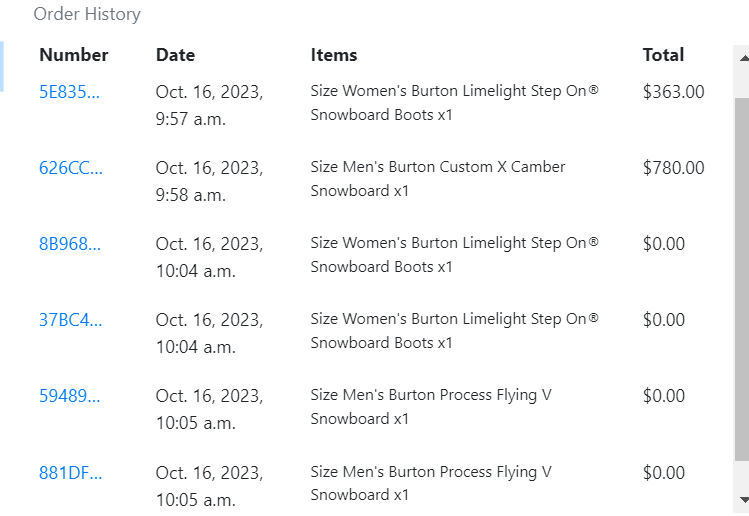 Order History
Number Date Items Total
5E835... Oct. 16, 2023, Size Women's Burton Limelight Step On® $363.00
9:57 a.m. Snowboard Boots x1
626CC... Oct. 16, 2023, Size Men's Burton Custom X Camber $780.00
9:58 a.m. Snowboard x1
8B968... Oct. 16, 2023, Size Women's Burton Limelight Step On® $0.00
10:04 a.m. Snowboard Boots x1
37BC4... Oct. 16, 2023, Size Women's Burton Limelight Step On® $0.00
10:04 a.m. Snowboard Boots x1
59489... Oct. 16, 2023, Size Men's Burton Process Flying V $0.00
10:05 a.m. Snowboard x1
881DF... Oct. 16, 2023, Size Men's Burton Process Flying V $0.00
10:05 a.m. Snowboard x1